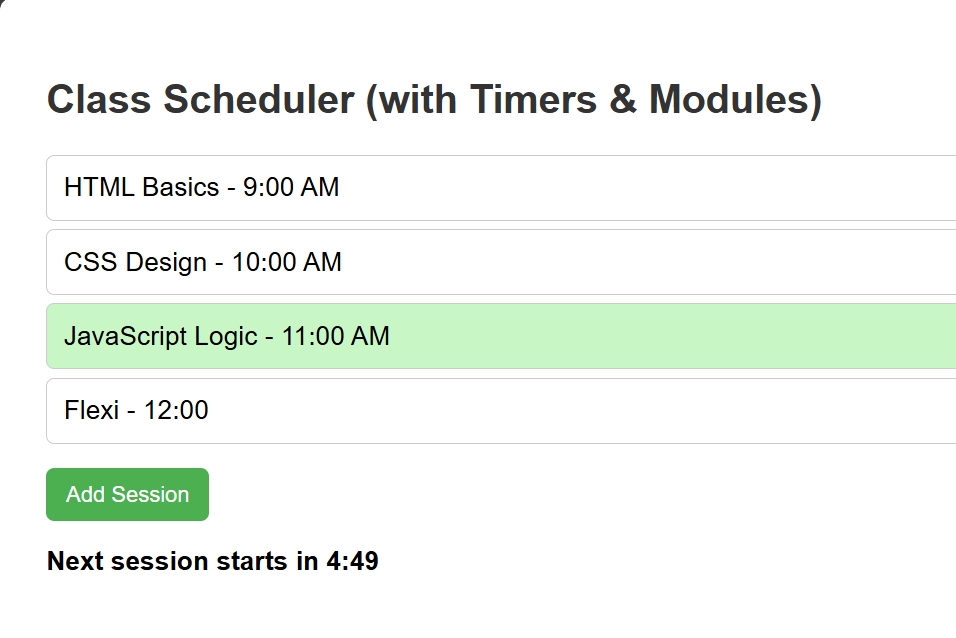 Class Scheduler (with Timers & Modules)
HTML Basics - 9:00 AM
CSS Design - 10:00 AM
JavaScript Logic - 11:00 AM
Flexi - 12:00
Add Session
Next session starts in 4:49